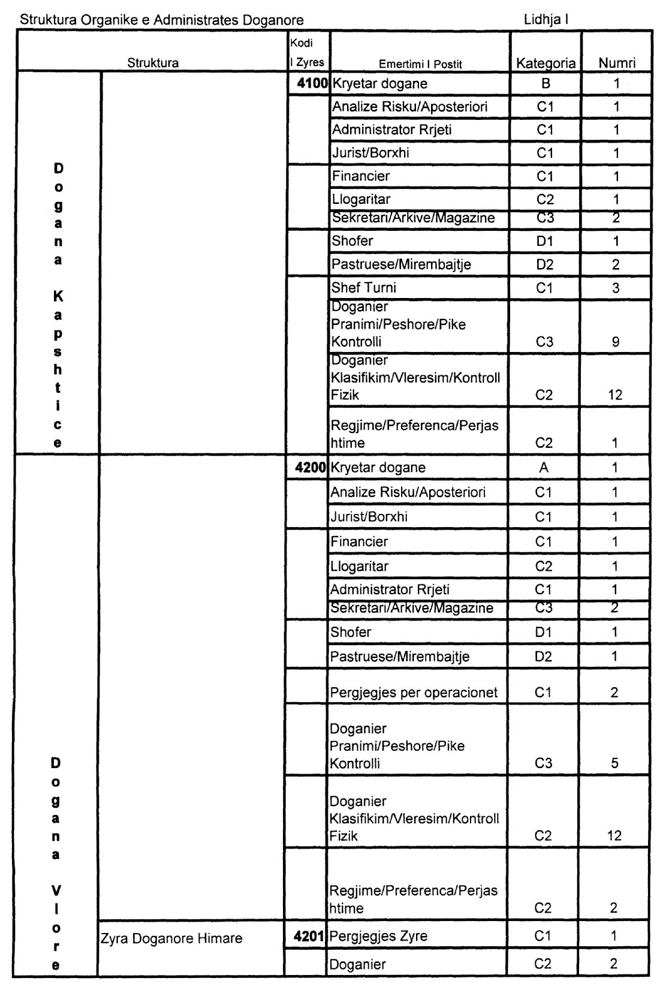 Struktura Organike e Administrates Doganore Lidhja I
Kodi
Struktura I Zyres Emertimi I Postit Kategoria Numri
Dogana Kapshtice
4100 Kryetar dogane B 1
Analize Risku/Aposteriori C1 1
Administrator Rrjeti C1 1
Jurist/Borxhi C1 1
Financier C1 1
Llogaritar C2 1
Sekretari/Arkive/Magazine C3 2
Shofer D1 1
Pastruese/Mirembajtje D2 2
Shef Turni C1 3
Doganier
Pranimi/Peshore/Pike
Kontrolli C3 9
Doganier
Klasifikim/Vleresim/Kontroll
Fizik C2 12
Regjime/Preferenca/Perjas
htime C2 1
Dogana Vlore
4200 Kryetar dogane A 1
Analize Risku/Aposteriori C1 1
Jurist/Borxhi C1 1
Financier C1 1
Llogaritar C2 1
Administrator Rrjeti C1 1
Sekretari/Arkive/Magazine C3 2
Shofer D1 1
Pastruese/Mirembajtje D2 1
Pergjegjes per operacionet C1 2
Doganier
Pranimi/Peshore/Pike
Kontrolli C3 5
Doganier
Klasifikim/Vleresim/Kontroll
Fizik C2 12
Regjime/Preferenca/Perjas
htime C2 2
Zyra Doganore Himare 4201 Pergjegjes Zyre C1 1
Doganier C2 2